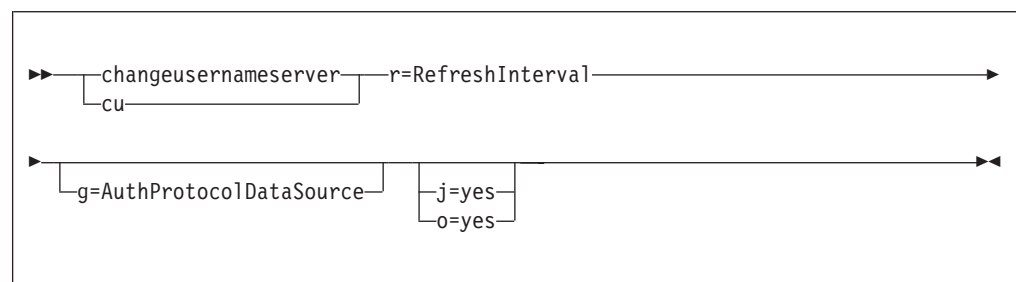 changeusernameserver r=RefreshInterval
cu
g=AuthProtocolDataSource j=yes
o=yes